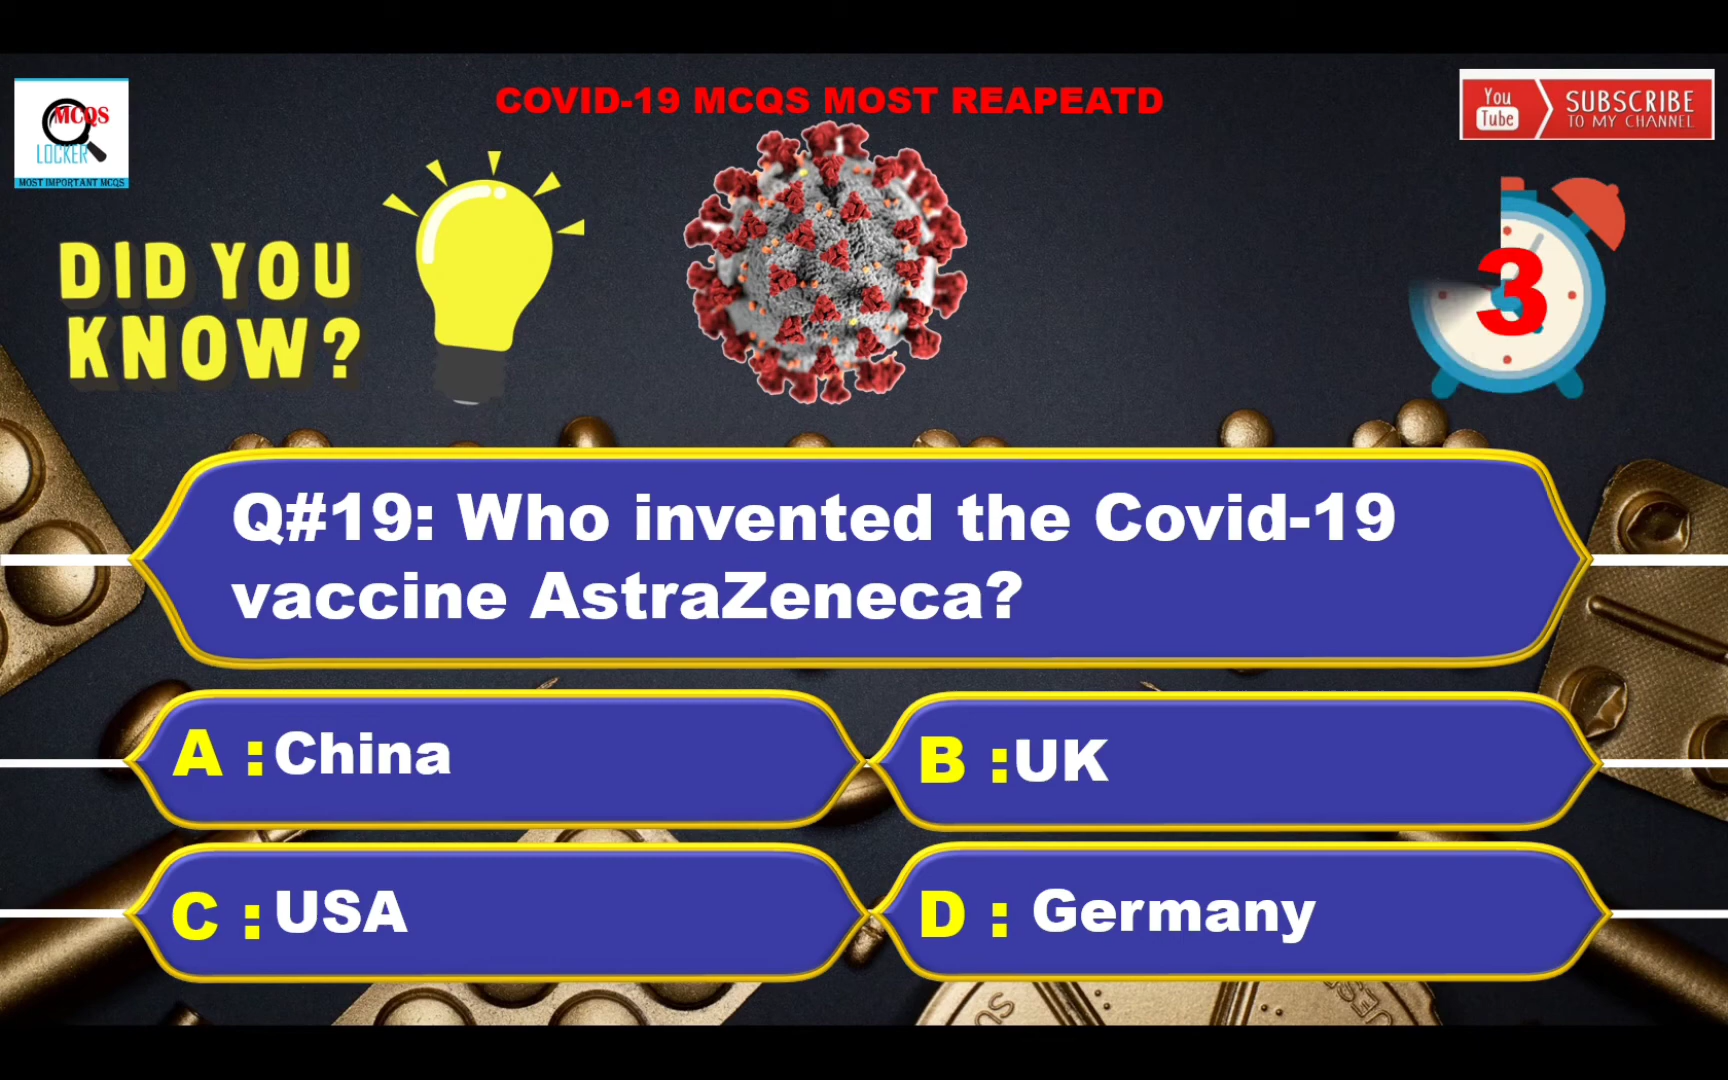 COVID-19 MCQS MOST REAPEATD
MCQS
LOCKER
MOST IMPORTANT MCQS
You
Tube
SUBSCRIBE
TO MY CHANNEL
DID YOU
KNOW?
3
Q#19: Who invented the Covid-19
vaccine AstraZeneca?
A :China
B :UK
C :USA
D : Germany